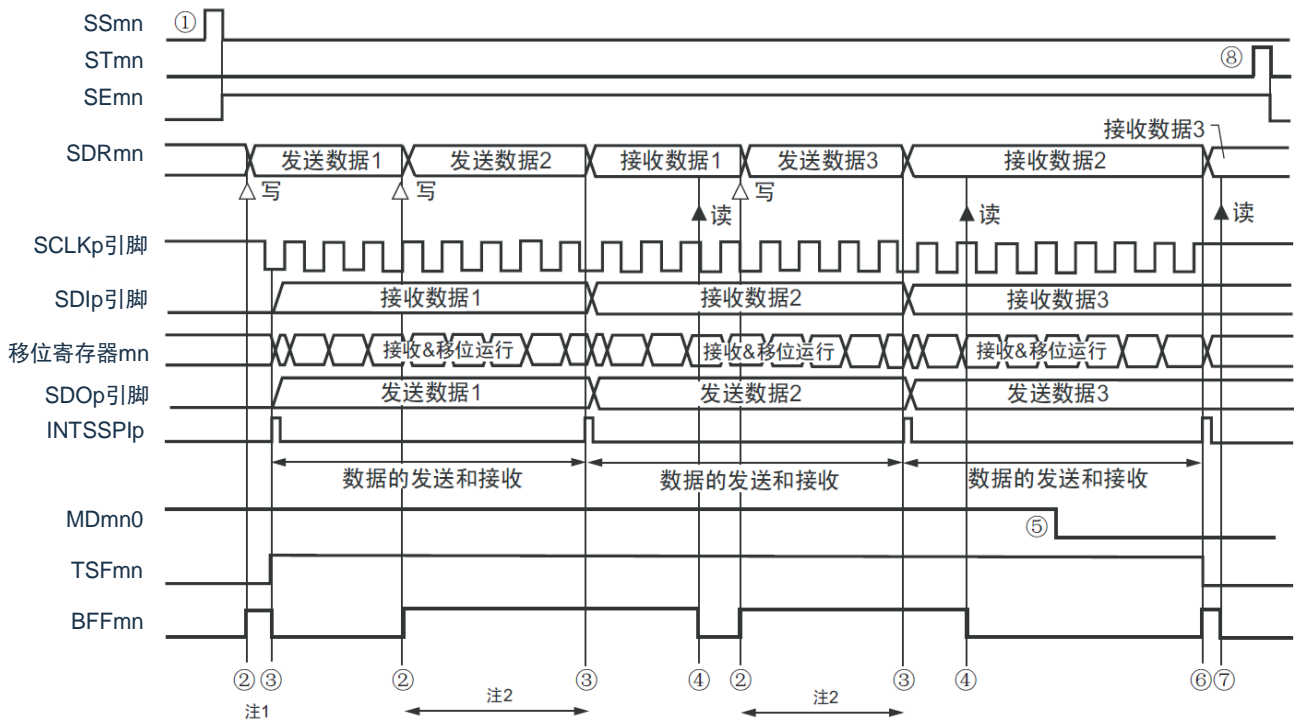 SSmn ①
STmn ⑧
SEmn
接收数据3
SDRmn 发送数据1 发送数据2 接收数据1 发送数据3 接收数据2
写 写 读 写 读 读
SCLKp引脚
SDIp引脚 接收数据1 接收数据2 接收数据3
移位寄存器mn 接收&移位运行 接收&移位运行 接收&移位运行
SDOp引脚 发送数据1 发送数据2 发送数据3
INTSSPIp
数据的发送和接收 数据的发送和接收 数据的发送和接收
MDmn0 ⑤
TSFmn
BFFmn
② ③ ② ③ ④ ② ③ ④ ⑥ ⑦
注1 注2 注2